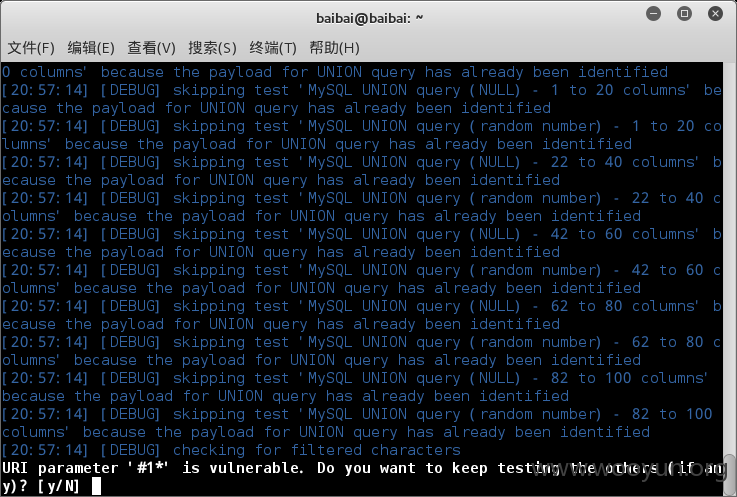 baibai@baibai: ~
文件(F) 编辑(E) 查看(V) 搜索(S) 终端(T) 帮助(H)
0 columns' because the payload for UNION query has already been identified
[20:57:14] [DEBUG] skipping test 'MySQL UNION query (NULL) - 1 to 20 columns' be
cause the payload for UNION query has already been identified
[20:57:14] [DEBUG] skipping test 'MySQL UNION query (random number) - 1 to 20 co
lumns' because the payload for UNION query has already been identified
[20:57:14] [DEBUG] skipping test 'MySQL UNION query (NULL) - 22 to 40 columns' b
ecause the payload for UNION query has already been identified
[20:57:14] [DEBUG] skipping test 'MySQL UNION query (random number) - 22 to 40 c
olumns' because the payload for UNION query has already been identified
[20:57:14] [DEBUG] skipping test 'MySQL UNION query (NULL) - 42 to 60 columns' b
ecause the payload for UNION query has already been identified
[20:57:14] [DEBUG] skipping test 'MySQL UNION query (random number) - 42 to 60 c
olumns' because the payload for UNION query has already been identified
[20:57:14] [DEBUG] skipping test 'MySQL UNION query (NULL) - 62 to 80 columns' b
ecause the payload for UNION query has already been identified
[20:57:14] [DEBUG] skipping test 'MySQL UNION query (random number) - 62 to 80 c
olumns' because the payload for UNION query has already been identified
[20:57:14] [DEBUG] skipping test 'MySQL UNION query (NULL) - 82 to 100 columns'
because the payload for UNION query has already been identified
[20:57:14] [DEBUG] skipping test 'MySQL UNION query (random number) - 82 to 100
columns' because the payload for UNION query has already been identified
[20:57:14] [DEBUG] checking for filtered characters
URI parameter '#1*' is vulnerable. Do you want to keep testing the others (if an
y)? [y/N]
www.wooyun.org